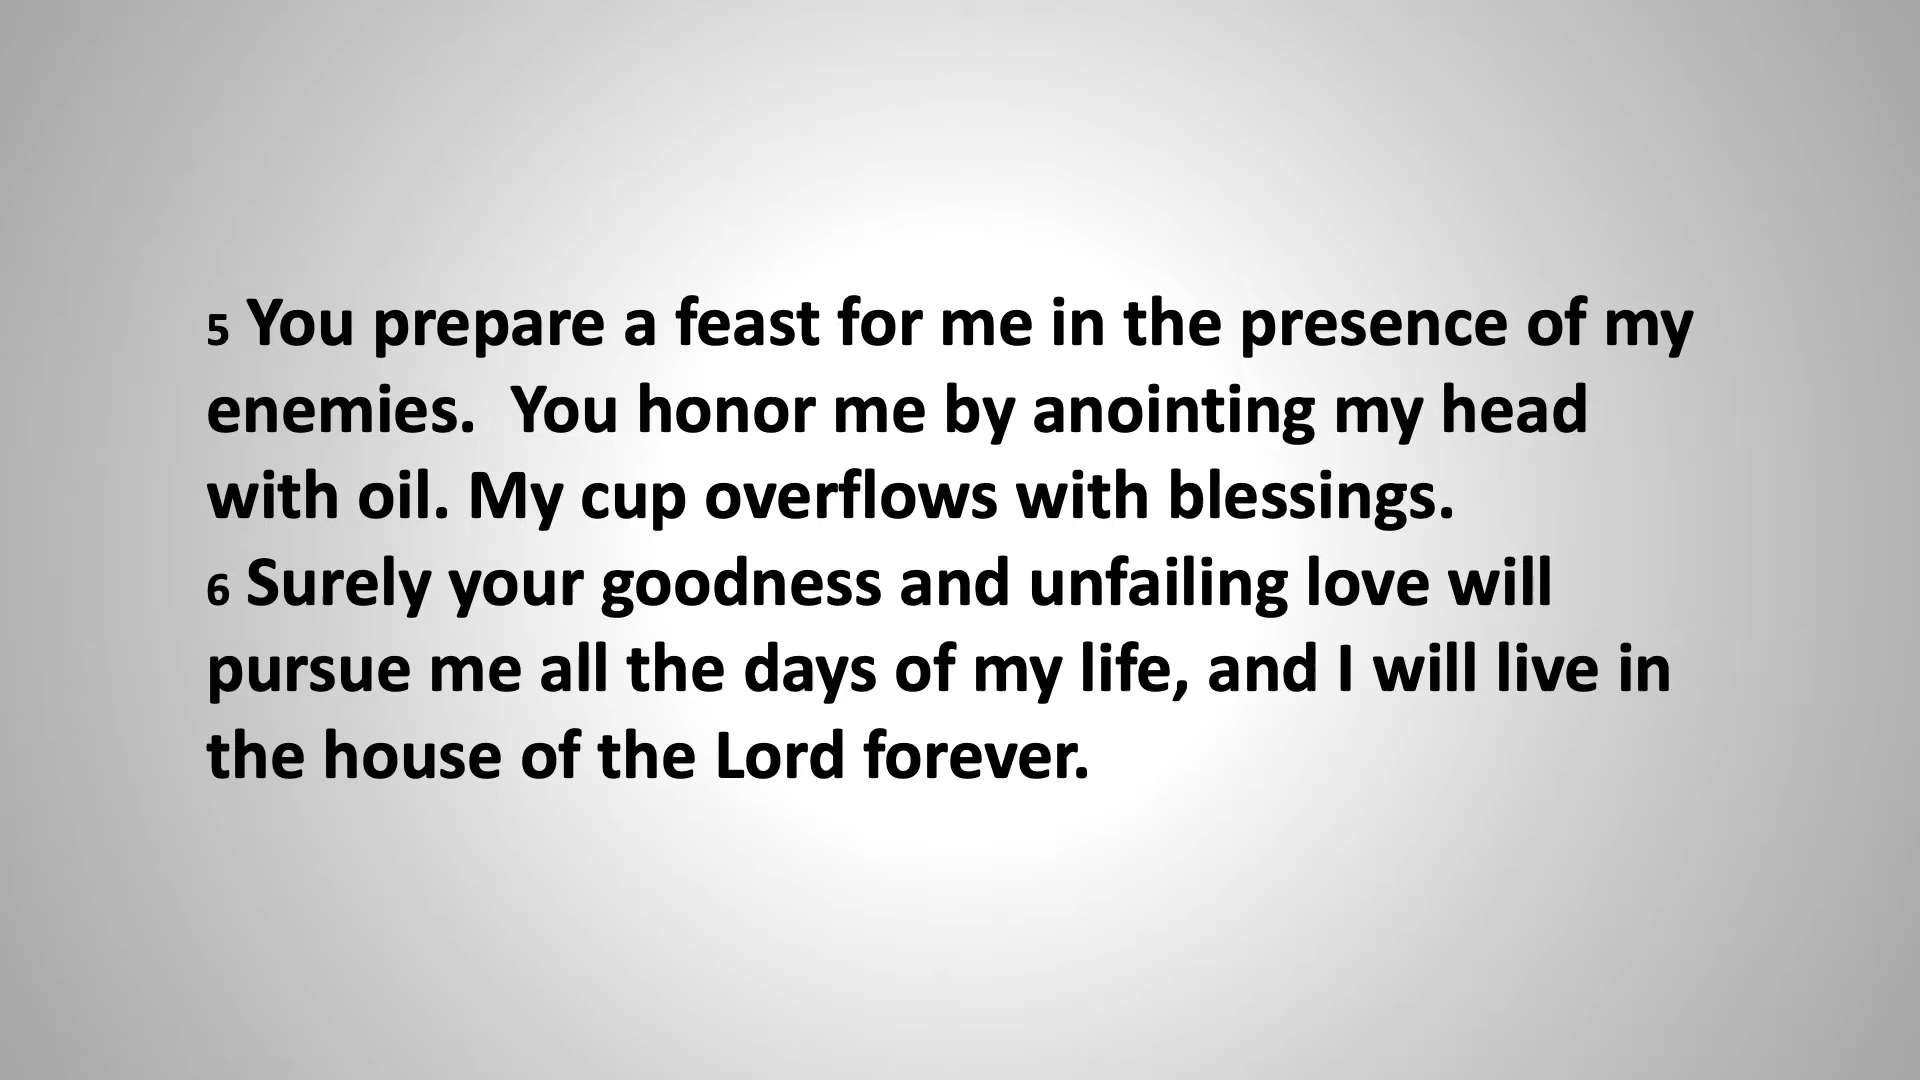 5 You prepare a feast for me in the presence of my
enemies.  You honor me by anointing my head
with oil. My cup overflows with blessings.
6 Surely your goodness and unfailing love will
pursue me all the days of my life, and I will live in
the house of the Lord forever.